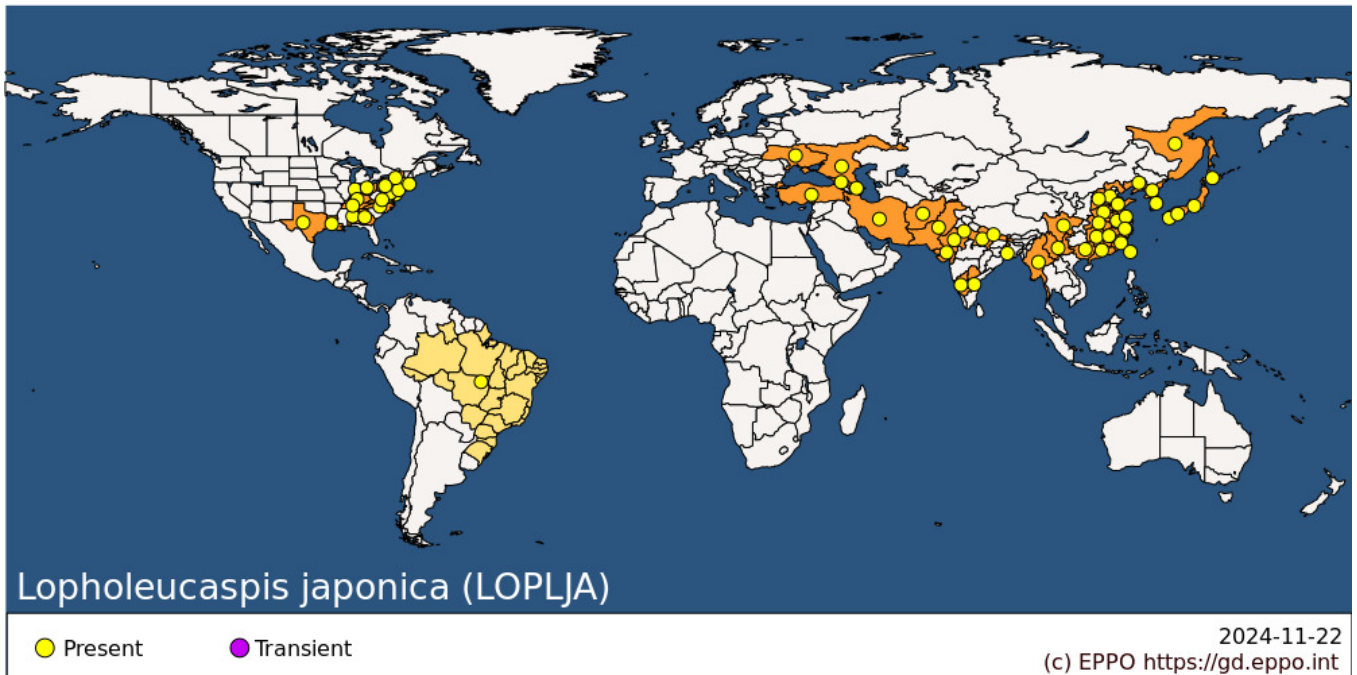 Lopholeucaspis japonica (LOPLJA)
Present
Transient
2024-11-22
(c) EPPO https://gd.eppo.int